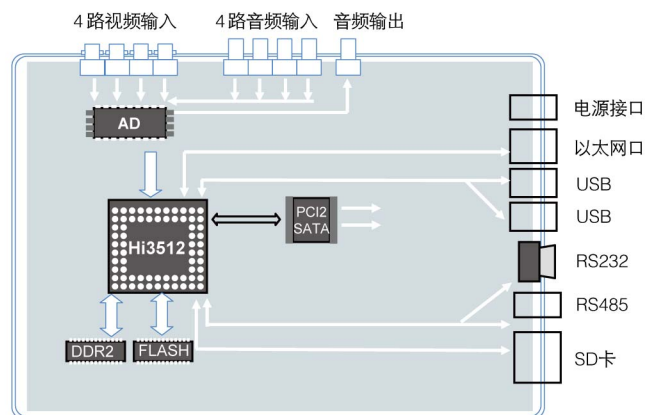 4路视频输入 4路音频输入 音频输出
AD
电源接口
以太网口
USB
PCI2
SATA
USB
Hi3512
RS232
RS485
DDR2 FLASH
SD卡